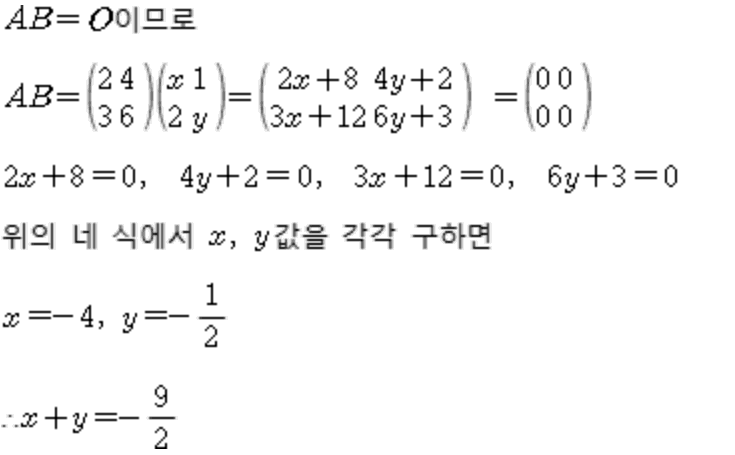 AB= O이므로
AB=(2 4 3 6)(x 1 2 y)=(2x+8 4y+2 3x+12 6y+3)=(0 0 0 0)
2x+8=0, 4y+2=0, 3x+12=0, 6y+3=0
위의 네 식에서 x, y값을 각각 구하면
x=-4, y=-1/2
∴x+y=-9/2